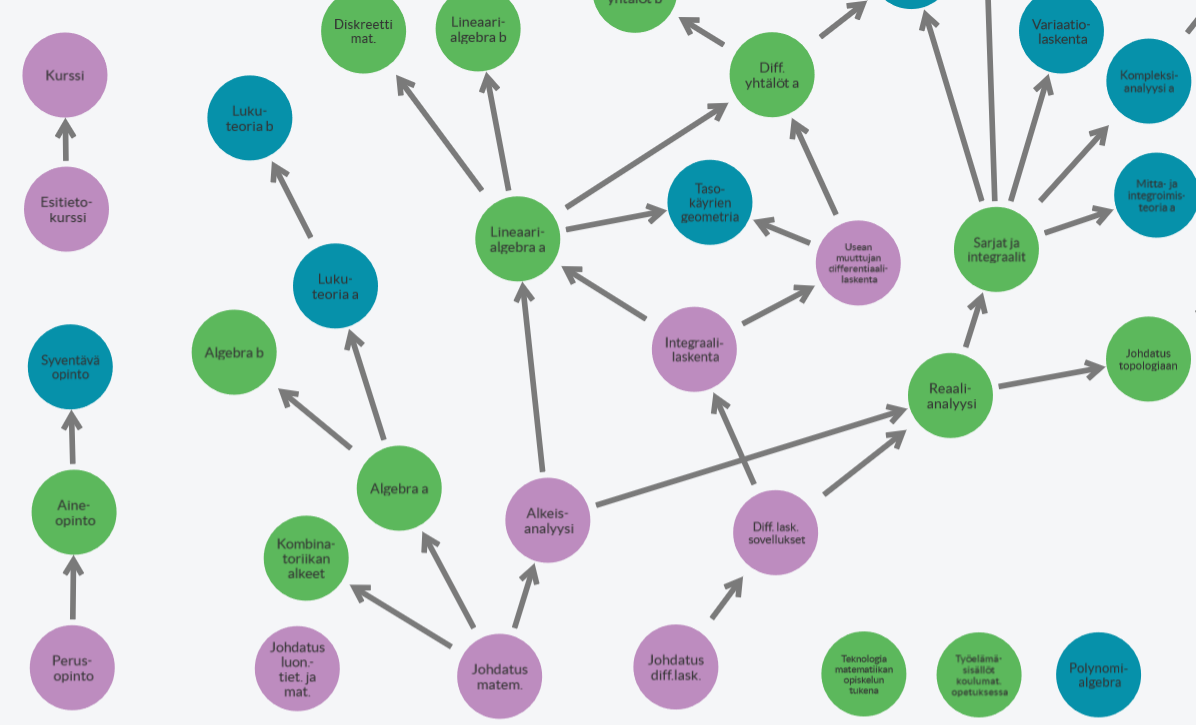 yhtälöt b
Diskreetti
mat.
Lineaari-
algebra b
Variaatio-
laskenta
Kurssi
Diff.
yhtälöt a
Kompleksi-
analyysi a
Luku-
teoria b
Esitieto-
kurssi
Taso-
käyrien
geometria
Mitta- ja
integroimis-
teoria a
Lineaari-
algebra a
Usean
muuttujan
differentiaali-
laskenta
Sarjat ja
integraalit
Luku-
teoria a
Algebra b
Integraali-
laskenta
Johdatus
topologiaan
Syventävä
opinto
Reaali-
analyysi
Algebra a
Aine-
opinto
Alkeis-
analyysi
Diff. lask.
sovellukset
Kombina-
toriikan
alkeet
Perus-
opinto
Johdatus
luon.-
tiet. ja
mat.
Johdatus
matem.
Johdatus
diff.lask.
Teknologia
matematiikan
opiskelun
tukena
Työelämä-
sisällöt
koulumat.
opetuksessa
Polynomi-
algebra